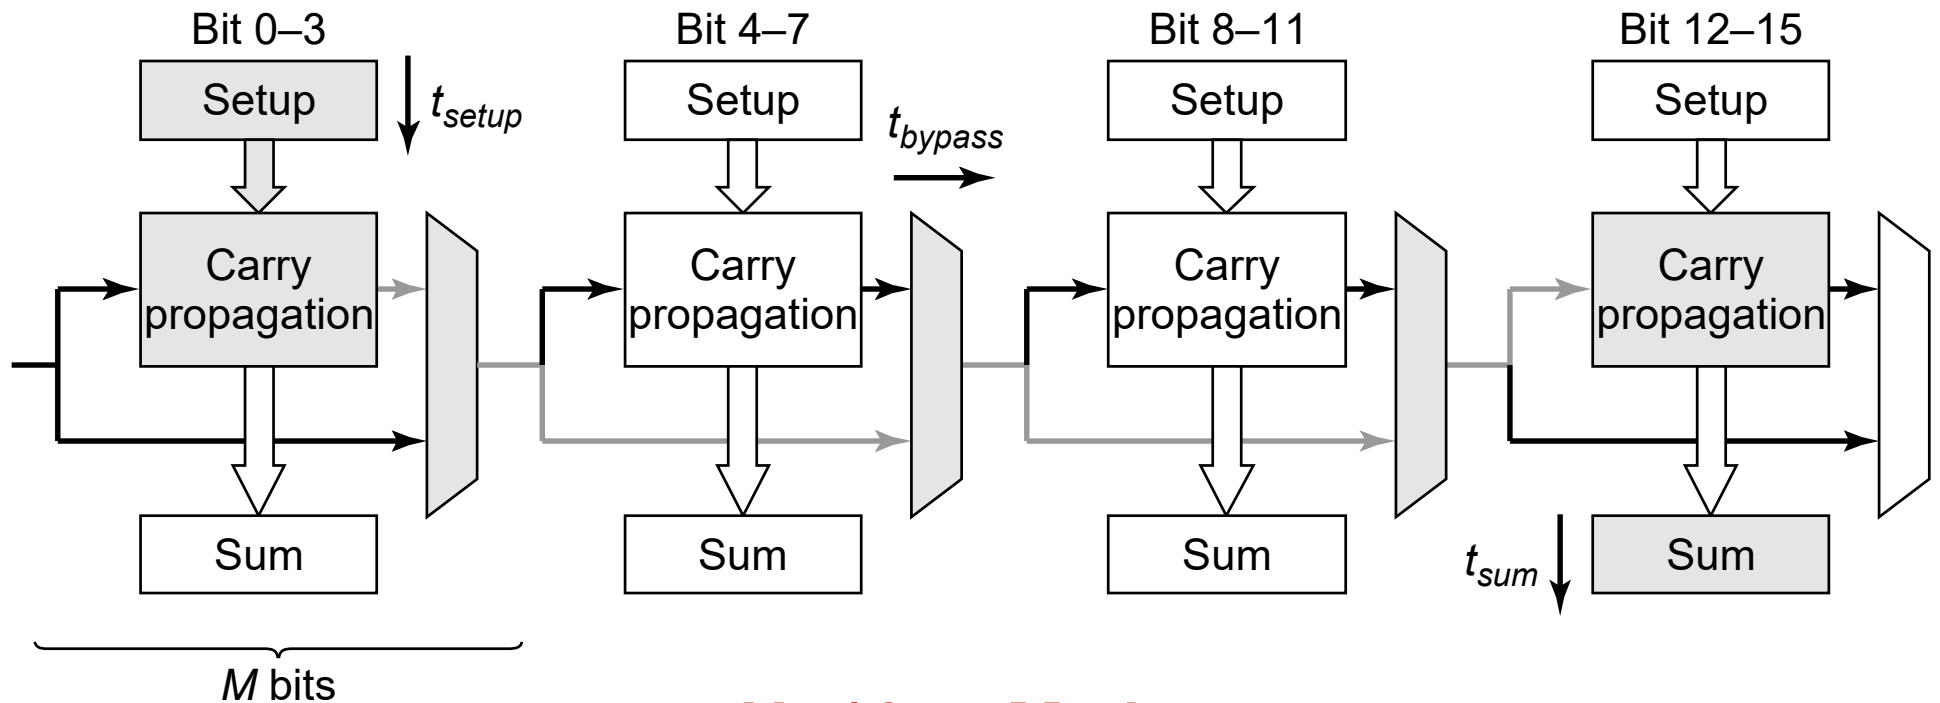 Bit 0–3
Bit 4–7
Bit 8–11
Bit 12–15
Setup
t_setup
Setup
t_bypass
Setup
Setup
Carry
propagation
Carry
propagation
Carry
propagation
Carry
propagation
Sum
Sum
Sum
t_sum
Sum
M bits